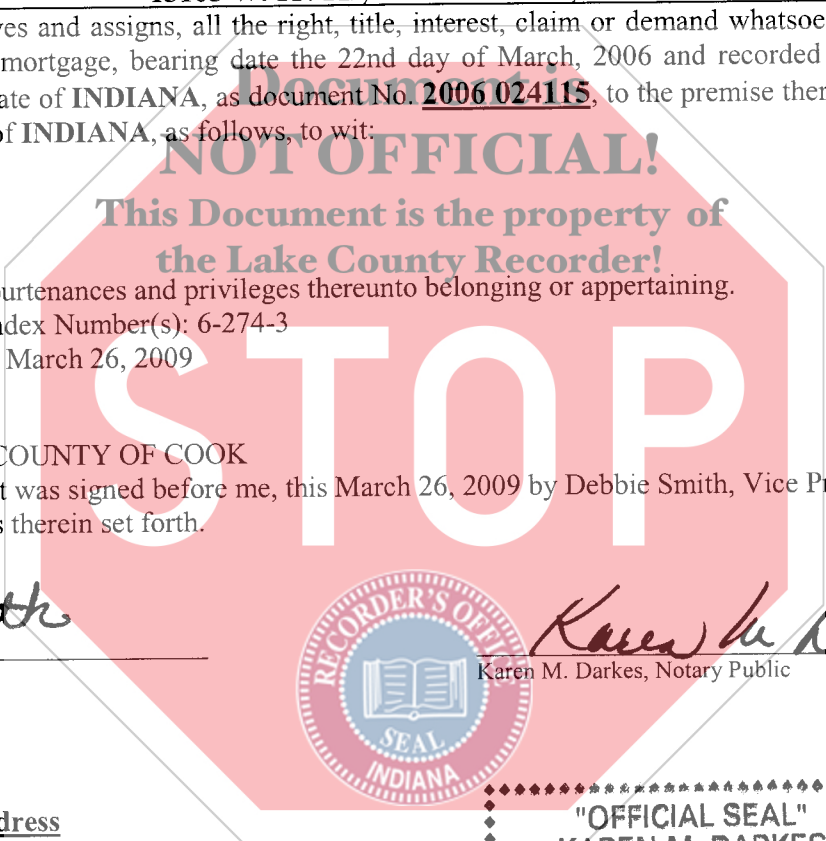 ves and assigns, all the right, title, interest, claim or demand whatsoe
mortgage, bearing date the 22nd day of March, 2006 and recorded
Document is
ate of INDIANA, as document No. 2006 024115, to the premise ther
of INDIANA, as follows, to wit:
NOT OFFICIAL!
This Document is the property of
the Lake County Recorder!
urtenances and privileges thereunto belonging or appertaining.
ndex Number(s): 6-274-3
March 26, 2009
STOP
COUNTY OF COOK
t was signed before me, this March 26, 2009 by Debbie Smith, Vice Pr
s therein set forth.
RECORDER'S OFFICE
SEAL
INDIANA
Karen M. D
Karen M. Darkes, Notary Public
dress
"OFFICIAL SEAL"
KAREN M. DARKES